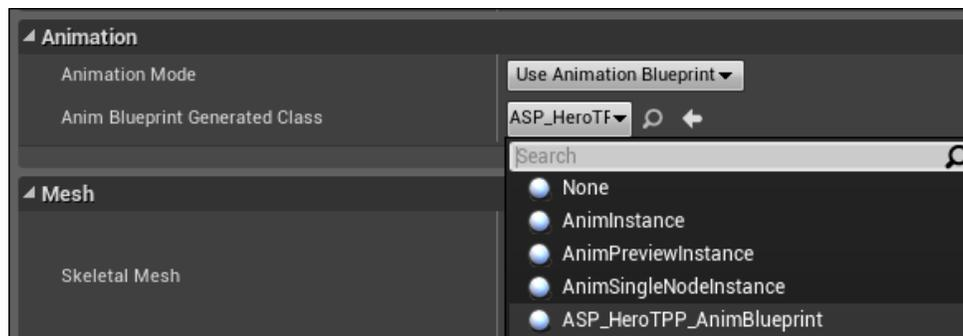 Animation
Animation Mode
Use Animation Blueprint
Anim Blueprint Generated Class
ASP_HeroTF
Search
None
AnimInstance
AnimPreviewInstance
AnimSingleNodeInstance
ASP_HeroTPP_AnimBlueprint
Mesh
Skeletal Mesh